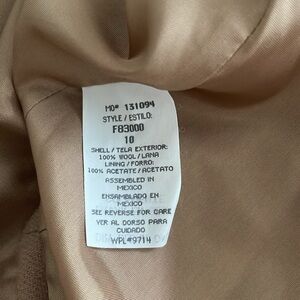 MO# 131094
STYLE/ESTILO:
F83000
10
SHELL/TELA EXTERIOR:
100% WOOL/LANA
LINING/FORRO:
100% ACETATE/ACETATO
ASSEMBLED IN
MEXICO
ENSAMBLADO EN
MEXICO
SEE REVERSE FOR CARE
VER AL DORSO PARA
CUIDADO
WPL#9714